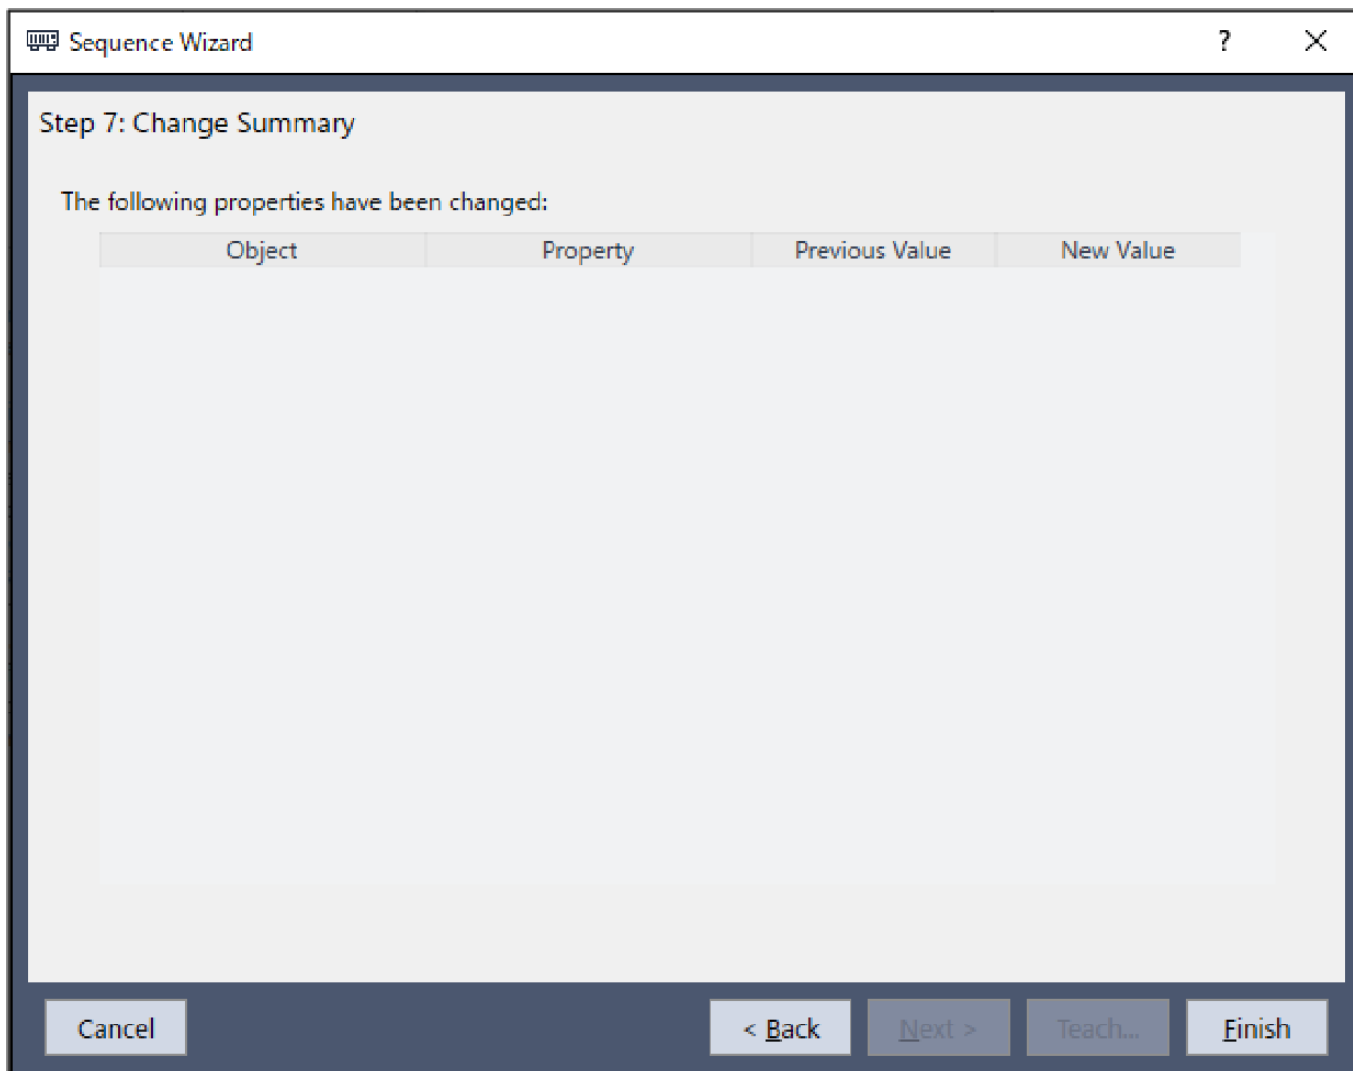 Sequence Wizard ?
Step 7: Change Summary
The following properties have been changed:
Object Property Previous Value New Value
Cancel < Back Next > Teach... Finish